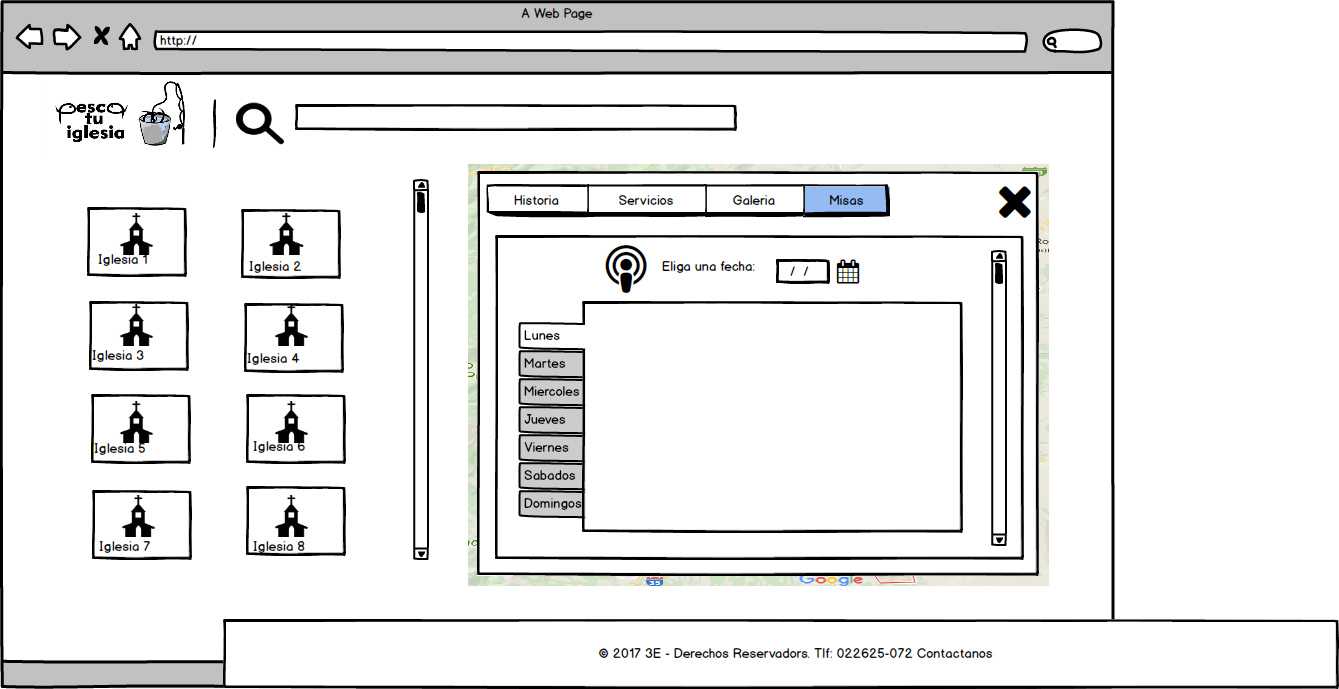 A Web Page
http://
pesca
tu
iglesia
Historia Servicios Galeria Misas
Eliga una fecha: / /
Iglesia 1 Iglesia 2
Iglesia 3 Iglesia 4
Iglesia 5 Iglesia 6
Iglesia 7 Iglesia 8
Lunes
Martes
Miercoles
Jueves
Viernes
Sabados
Domingos
35
Google
© 2017 3E - Derechos Reservadors. Tlf: 022625-072 Contactanos